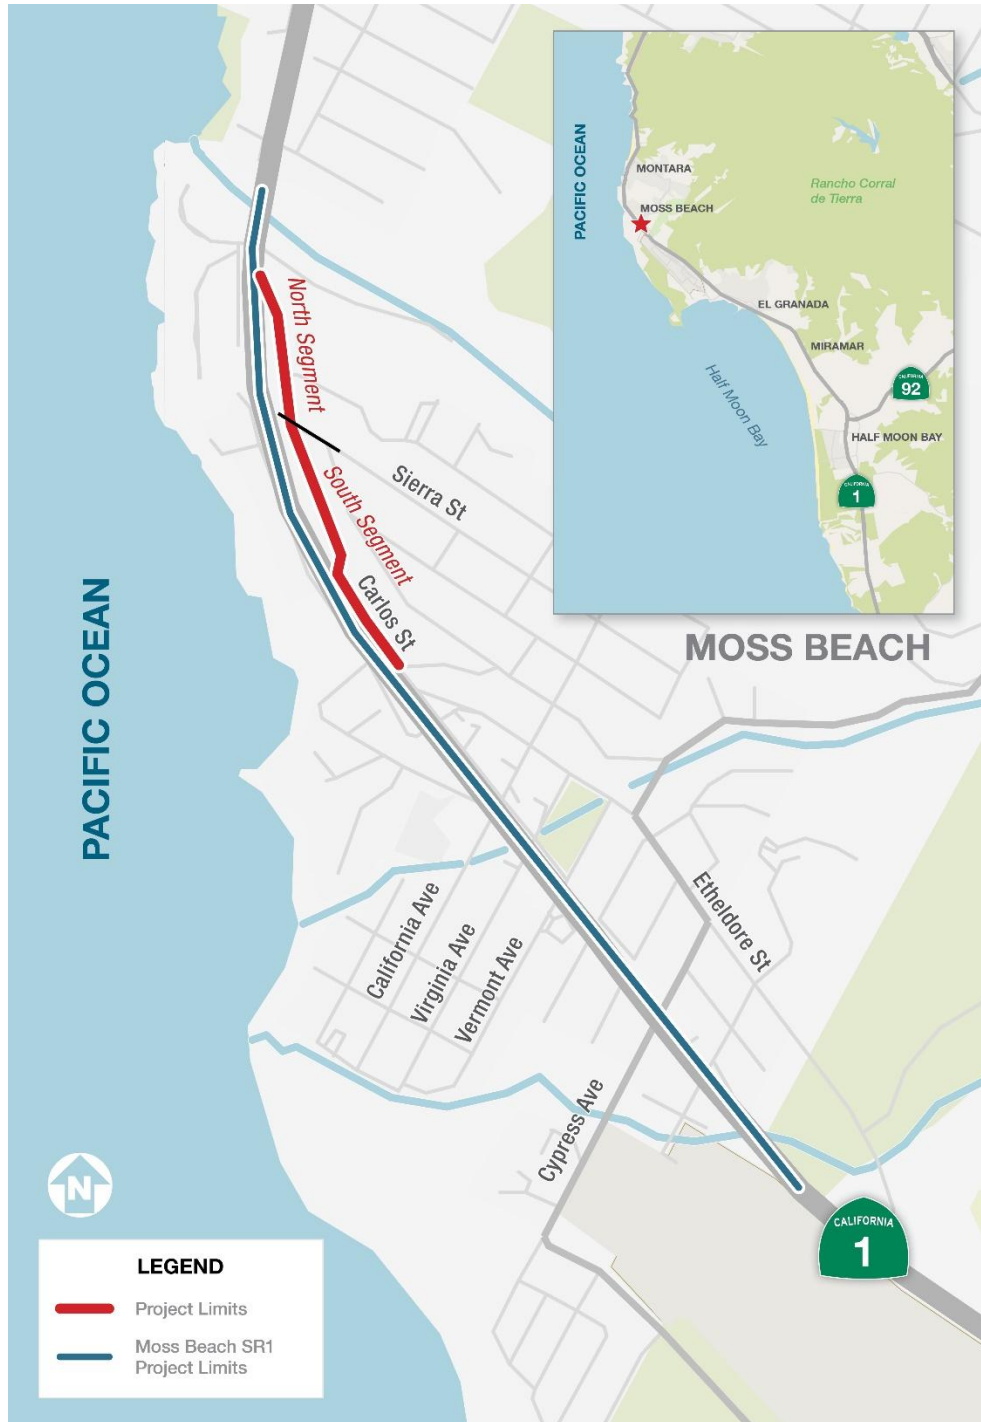 PACIFIC OCEAN
MONTARA
MOSS BEACH
Rancho Corral
de Tierra
EL GRANADA
MIRAMAR
Half Moon Bay
CALIFORNIA
92
HALF MOON BAY
CALIFORNIA
1
North Segment
Sierra St
South Segment
Carlos St
MOSS BEACH
PACIFIC OCEAN
California Ave
Virginia Ave
Vermont Ave
Etheldore St
Cypress Ave
N
CALIFORNIA
1
LEGEND
Project Limits
Moss Beach SR1
Project Limits